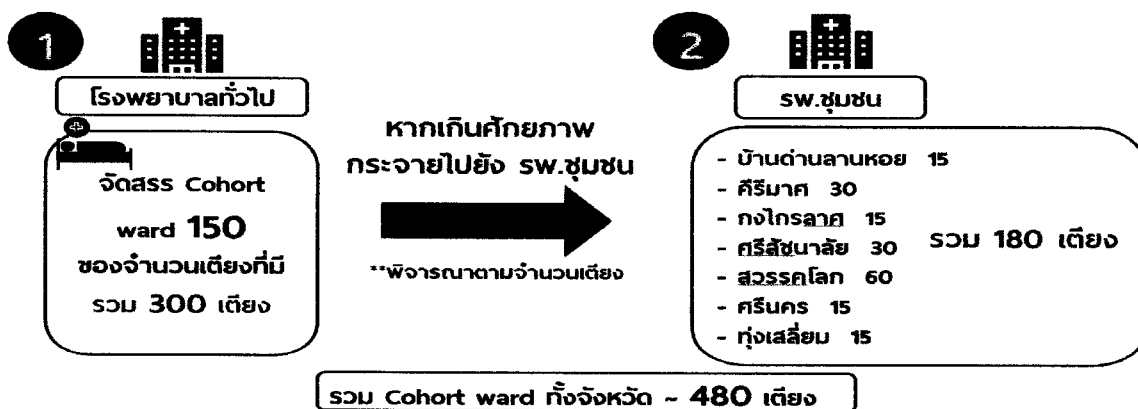 1
โรงพยาบาลทั่วไป
จัดสรร Cohort
ward 150
ของจำนวนเตียงที่มี
รวม 300 เตียง
หากเกินศักยภาพ
กระจายไปยัง รพ.ชุมชน
**พิจารณาตามจำนวนเตียง
2
รพ.ชุมชน
- บ้านด่านลานหอย 15
- คีรีมาศ 30
- กงไกรลาศ 15
- ศรีสัชนาลัย 30
- สวรรคโลก 60
- ศรีนคร 15
- ทุ่งเสลี่ยม 15
รวม 180 เตียง
รวม Cohort ward ทั้งจังหวัด ~ 480 เตียง